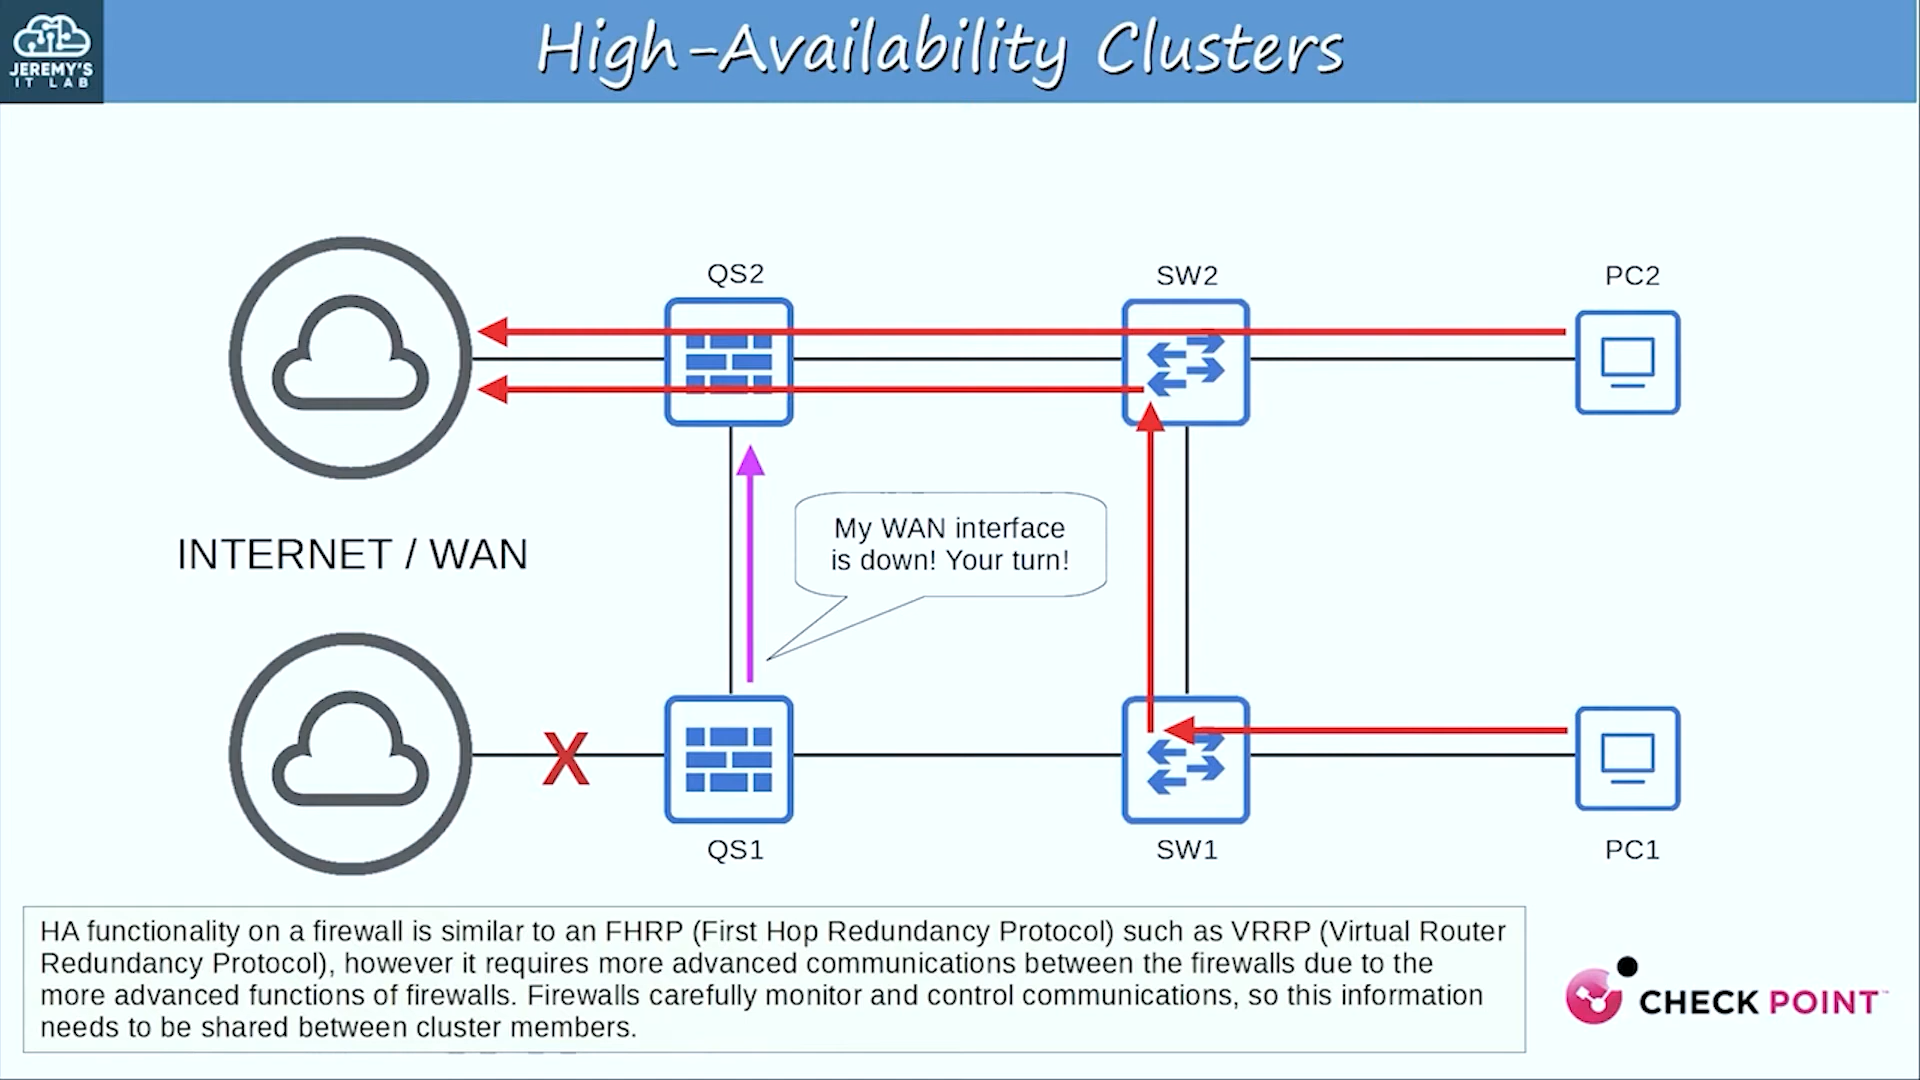 JEREMY'S
IT LAB
High-Availability Clusters
QS2
SW2
PC2
My WAN interface
is down! Your turn!
INTERNET / WAN
X
QS1
SW1
PC1
HA functionality on a firewall is similar to an FHRP (First Hop Redundancy Protocol) such as VRRP (Virtual Router
Redundancy Protocol), however it requires more advanced communications between the firewalls due to the
more advanced functions of firewalls. Firewalls carefully monitor and control communications, so this information
needs to be shared between cluster members.
CHECK POINT™